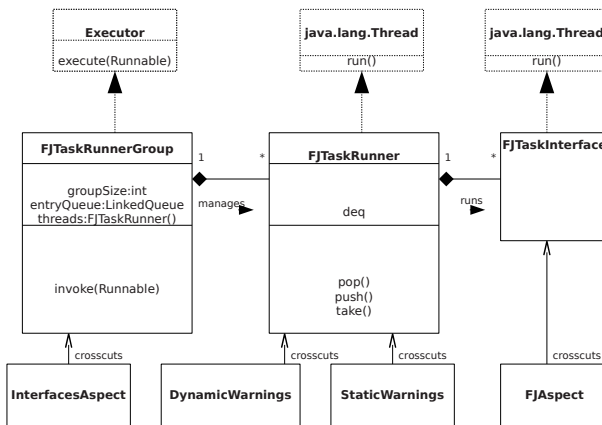 Executor
execute(Runnable)
java.lang.Thread
run()
java.lang.Thread
run()
FJTaskRunnerGroup
groupSize:int
entryQueue:LinkedQueue
threads:FJTaskRunner()
invoke(Runnable)
1
*
manages
FJTaskRunner
deq
pop()
push()
take()
1
*
runs
FJTaskInterface
crosscuts
crosscuts
crosscuts
crosscuts
InterfacesAspect
DynamicWarnings
StaticWarnings
FJAspect